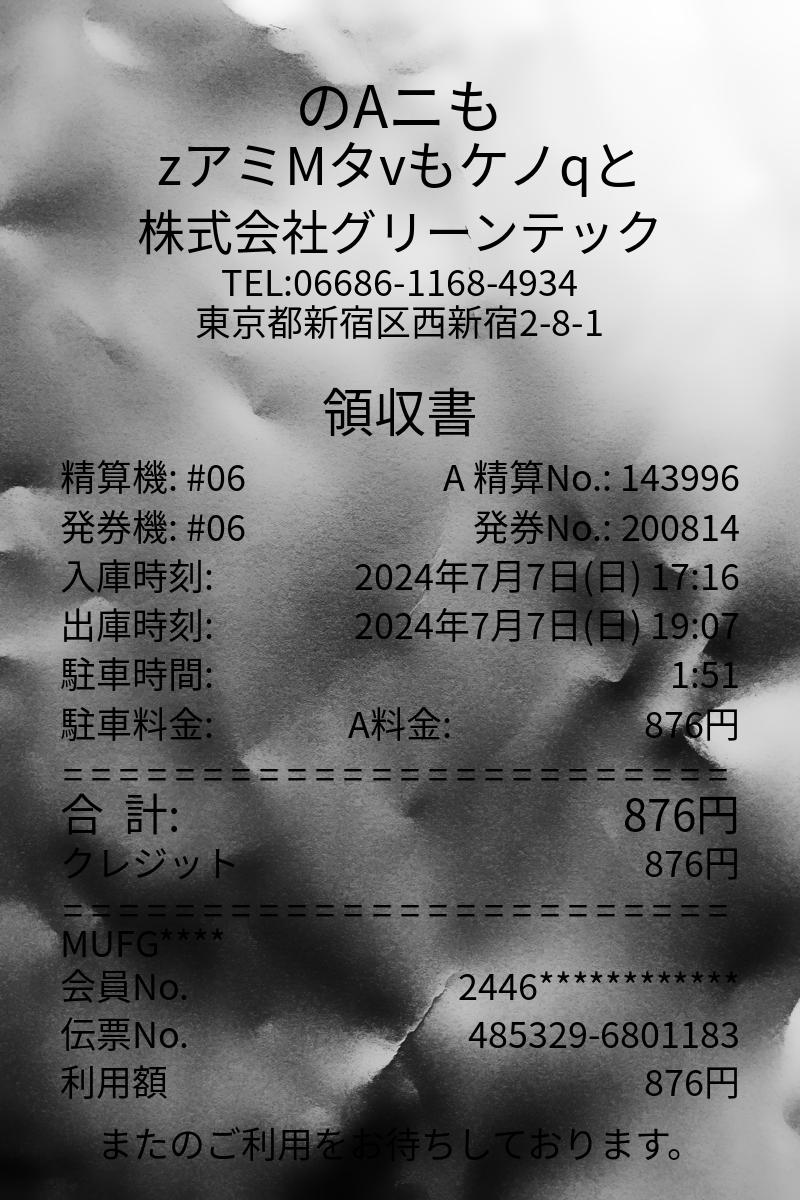 のAニも
zアミMタvもケノqと
株式会社グリーンテック
TEL:06686-1168-4934
東京都新宿区西新宿2-8-1
領収書
精算機: #06 A 精算No.: 143996
発券機: #06 発券No.: 200814
入庫時刻: 2024年7月7日(日) 17:16
出庫時刻: 2024年7月7日(日) 19:07
駐車時間: 1:51
駐車料金: A料金: 876円
========================
合 計: 876円
クレジット 876円
========================
MUFG****
会員No. 2446************
伝票No. 485329-6801183
利用額 876円
またのご利用をお待ちしております。